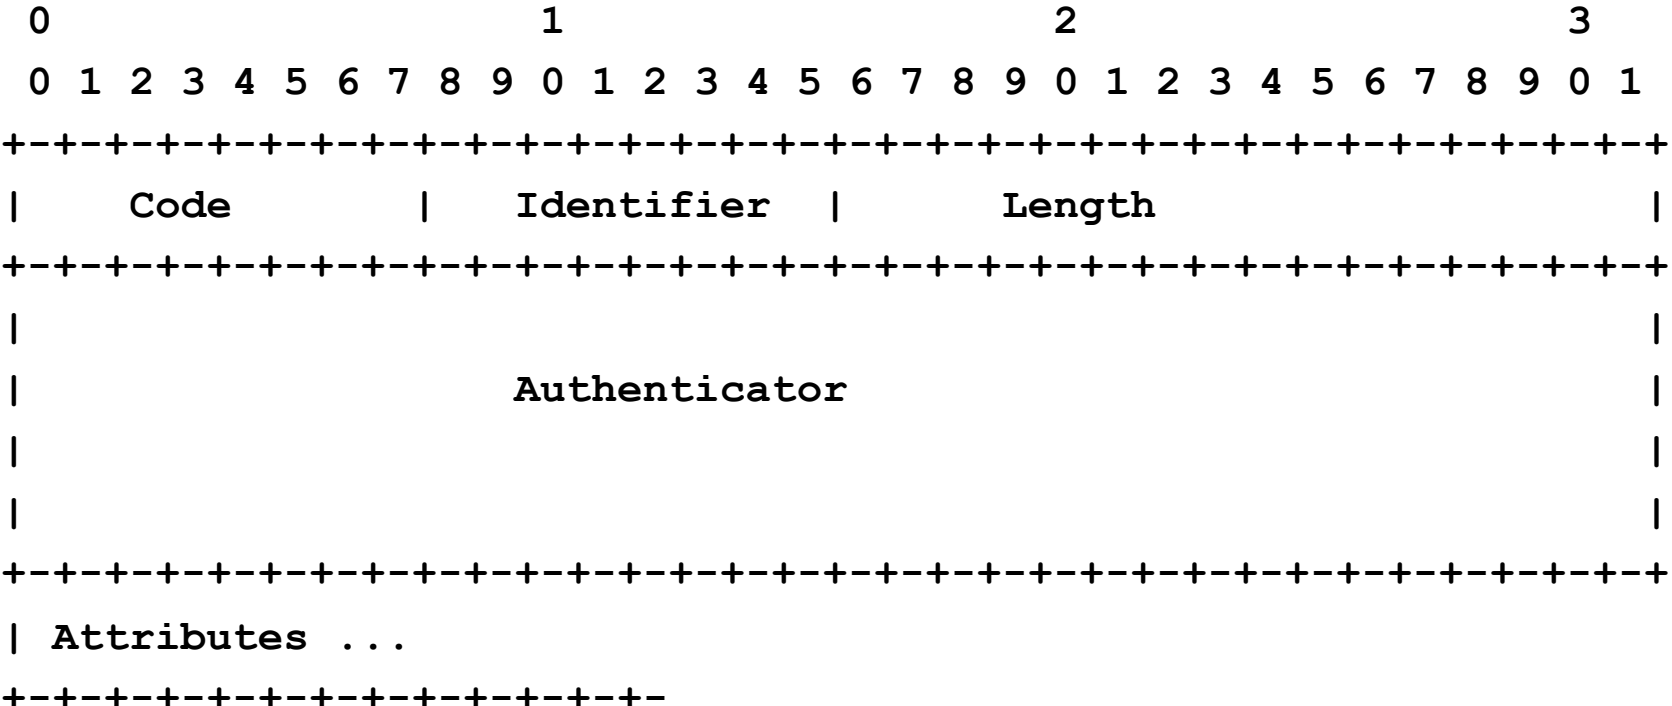 0                   1                   2                   3
 0 1 2 3 4 5 6 7 8 9 0 1 2 3 4 5 6 7 8 9 0 1 2 3 4 5 6 7 8 9 0 1
+-+-+-+-+-+-+-+-+-+-+-+-+-+-+-+-+-+-+-+-+-+-+-+-+-+-+-+-+-+-+-+-+
|    Code       |   Identifier  |      Length                   |
+-+-+-+-+-+-+-+-+-+-+-+-+-+-+-+-+-+-+-+-+-+-+-+-+-+-+-+-+-+-+-+-+
|                                                               |
|                   Authenticator                               |
|                                                               |
|                                                               |
+-+-+-+-+-+-+-+-+-+-+-+-+-+-+-+-+-+-+-+-+-+-+-+-+-+-+-+-+-+-+-+-+
| Attributes ...
+-+-+-+-+-+-+-+-+-+-+-+-+-